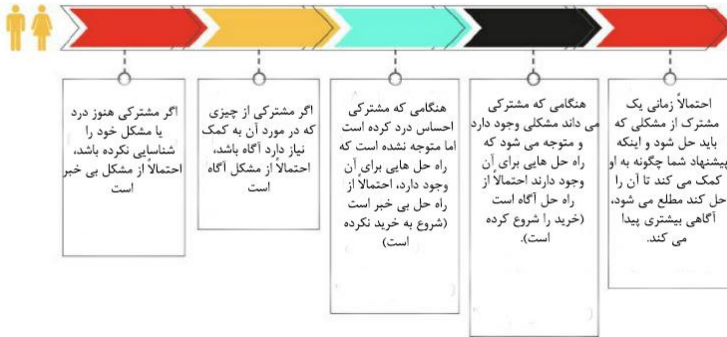 اگر مشترکی هنوز درد
یا مشکل خود را
شناسایی نکرده باشد،
احتمالاً از مشکل بی خبر
است
اگر مشترکی از چیزی
که در مورد آن به کمک
نیاز دارد آگاه باشد،
احتمالاً از مشکل آگاه
است
هنگامی که مشترکی
احساس درد کرده است
اما متوجه نشده است که
راه حل هایی برای آن
وجود دارد، احتمالاً از
راه حل بی خبر است
(شروع به خرید نکرده
است)
هنگامی که مشترکی
می داند مشکلی وجود دارد
و متوجه می شود که
راه حل هایی برای آن
وجود دارند احتمالاً از
راه حل آگاه است
(خرید را شروع کرده
است).
احتمالاً زمانی یک
مشترک از مشکلی که
باید حل شود و اینکه
پیشنهاد شما چگونه به او
کمک می کند تا آن را
حل کند مطلع می شود،
آگاهی بیشتری پیدا
می کند.